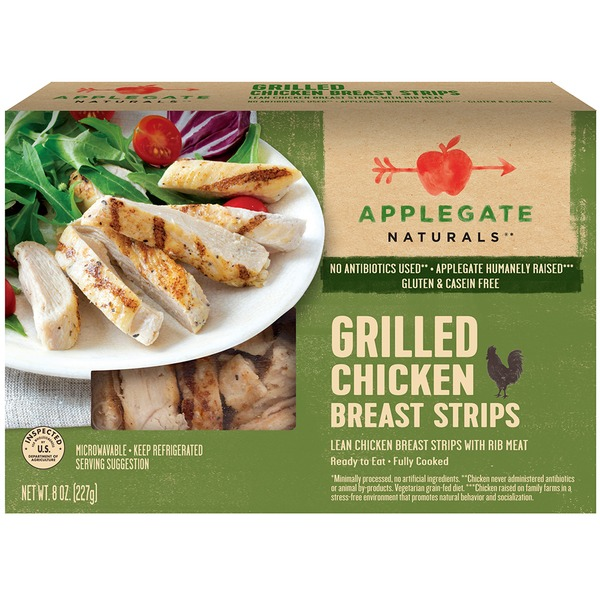 APPLEGATE
NATURALS
GRILLED
CHICKEN BREAST STRIPS
LEAN CHICKEN BREAST STRIPS WITH RIB MEAT
NO ANTIBIOTICS USED** • APPLEGATE HUMANELY RAISED*** • GLUTEN & CASEIN FREE
APPLEGATE
NATURALS*
NO ANTIBIOTICS USED** • APPLEGATE HUMANELY RAISED***
GLUTEN & CASEIN FREE
GRILLED
CHICKEN
BREAST STRIPS
LEAN CHICKEN BREAST STRIPS WITH RIB MEAT
Ready to Eat • Fully Cooked
*Minimally processed, no artificial ingredients. **Chicken never administered antibiotics
or animal by-products. Vegetarian grain-fed diet. ***Chicken raised on family farms in a
stress-free environment that promotes natural behavior and socialization.
INSPECTED
U.S.
DEPARTMENT OF
AGRICULTURE
MICROWAVABLE • KEEP REFRIGERATED
SERVING SUGGESTION
NET WT. 8 OZ. (227g)